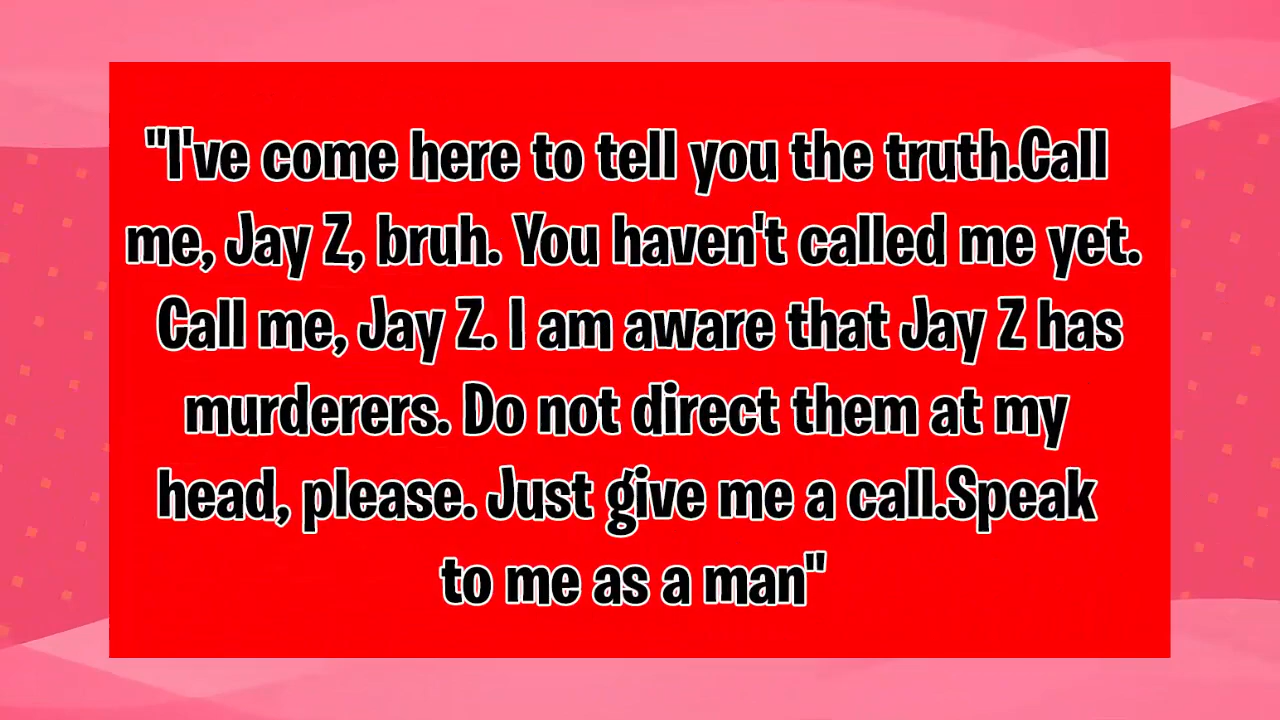 "I've come here to tell you the truth.Call
me, Jay Z, bruh. You haven't called me yet.
Call me, Jay Z. I am aware that Jay Z has
murderers. Do not direct them at my
head, please. Just give me a call.Speak
to me as a man"